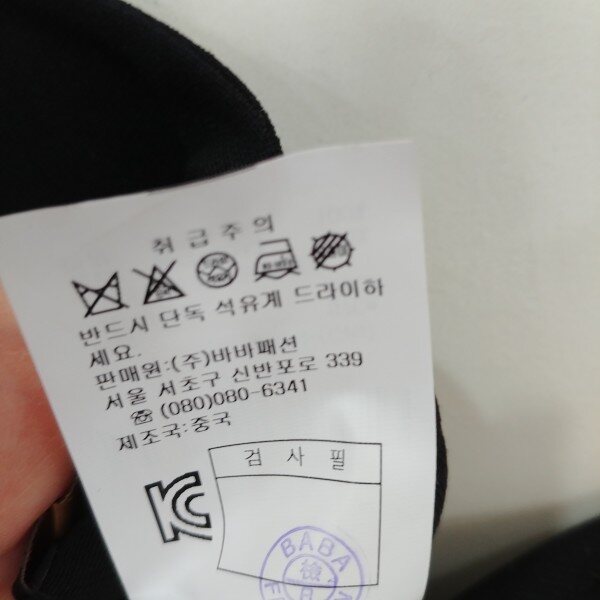 취급주의
반드시 단독 석유계 드라이하
세요.
판매원:(주)바바패션
서울 서초구 신반포로 339
☎(080)080-6341
제조국:중국
검사필
KC
BABA
檢